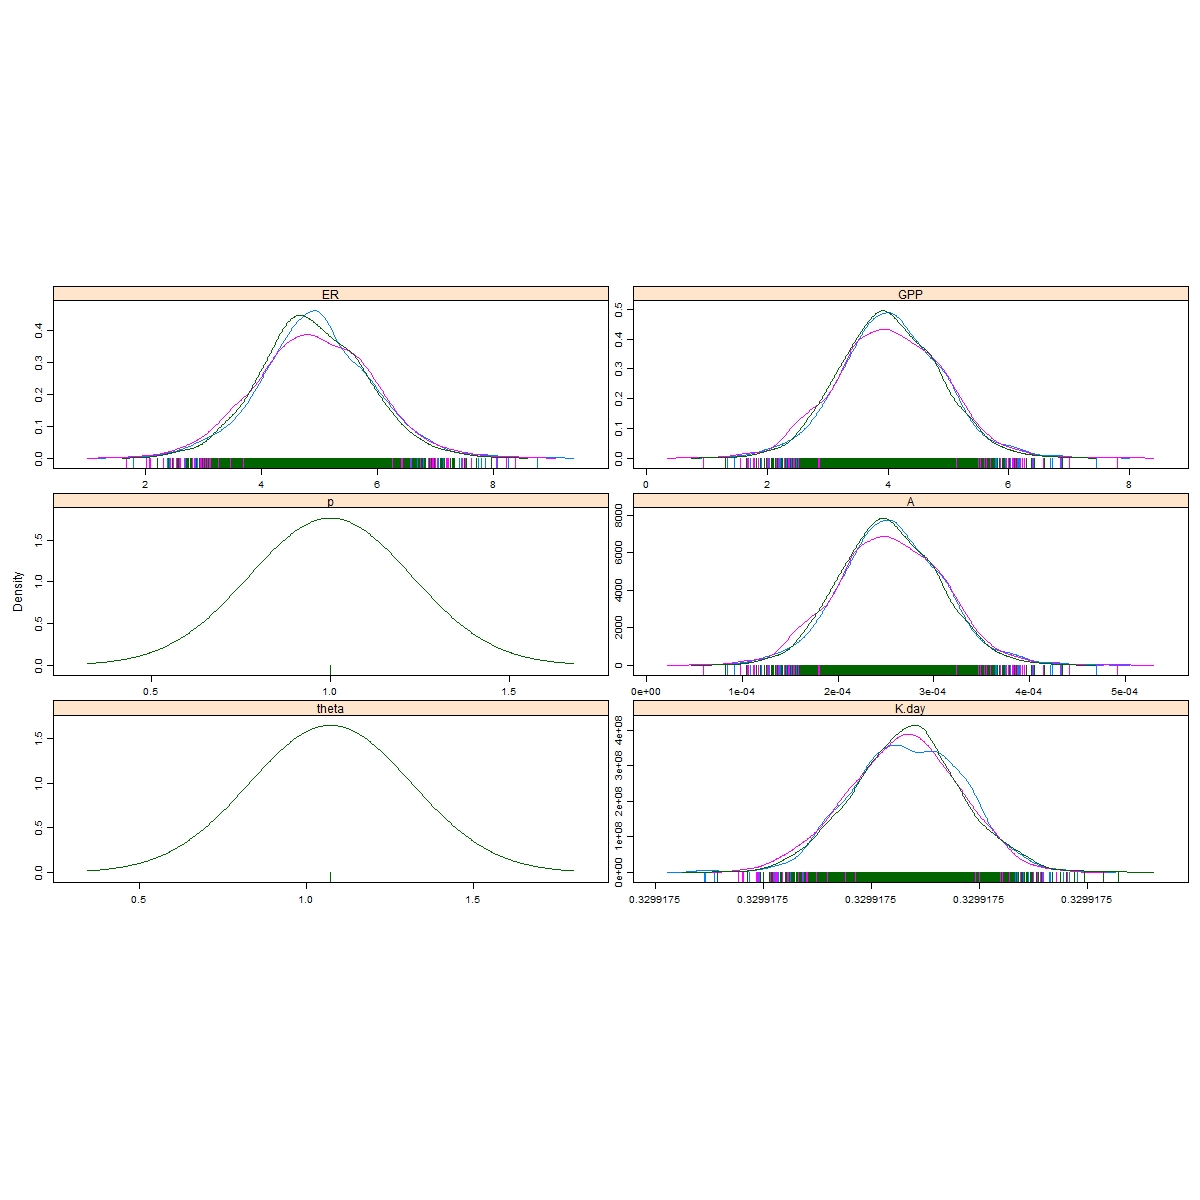 ER
GPP
0.0 0.1 0.2 0.3 0.4
2 4 6 8
0.0 0.1 0.2 0.3 0.4 0.5
0 2 4 6 8
p
A
Density
0.0 0.5 1.0 1.5
0.5 1.0 1.5
0 2000 4000 6000 8000
0e+00 1e-04 2e-04 3e-04 4e-04 5e-04
theta
K.day
0.0 0.5 1.0 1.5
0.5 1.0 1.5
0e+00 1e+08 2e+08 3e+08 4e+08
0.3299175 0.3299175 0.3299175 0.3299175 0.3299175